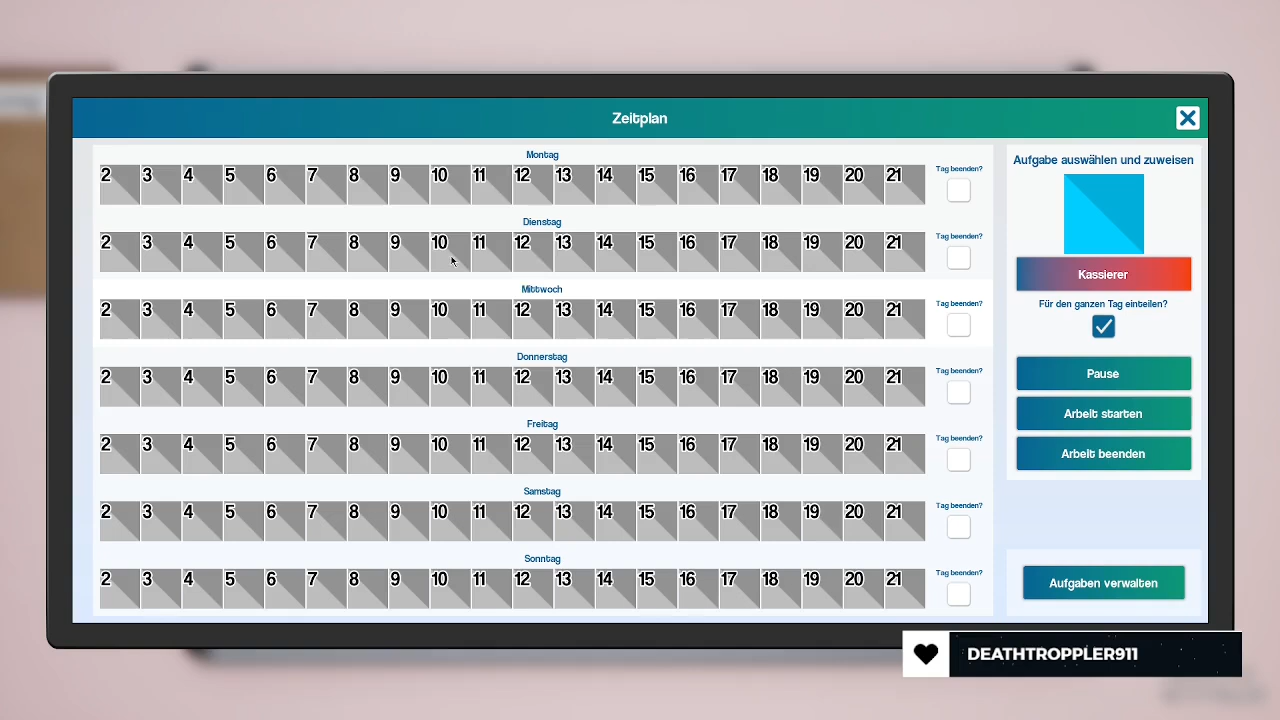 Zeitplan
Montag
2 3 4 5 6 7 8 9 10 11 12 13 14 15 16 17 18 19 20 21
Tag beenden?
Dienstag
2 3 4 5 6 7 8 9 10 11 12 13 14 15 16 17 18 19 20 21
Tag beenden?
Mittwoch
2 3 4 5 6 7 8 9 10 11 12 13 14 15 16 17 18 19 20 21
Tag beenden?
Donnerstag
2 3 4 5 6 7 8 9 10 11 12 13 14 15 16 17 18 19 20 21
Tag beenden?
Freitag
2 3 4 5 6 7 8 9 10 11 12 13 14 15 16 17 18 19 20 21
Tag beenden?
Samstag
2 3 4 5 6 7 8 9 10 11 12 13 14 15 16 17 18 19 20 21
Tag beenden?
Sonntag
2 3 4 5 6 7 8 9 10 11 12 13 14 15 16 17 18 19 20 21
Tag beenden?
Aufgabe auswählen und zuweisen
Kassierer
Für den ganzen Tag einteilen?
Pause
Arbeit starten
Arbeit beenden
Aufgaben verwalten
DEATHTROPPLER911